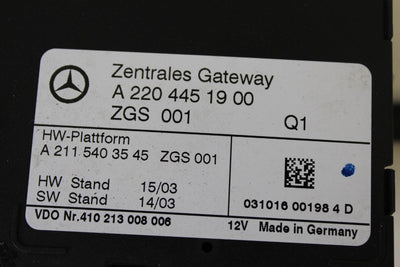 Zentrales Gateway
A 220 445 19 00
ZGS 001 Q1
HW-Plattform
A 211 540 35 45 ZGS 001
HW Stand 15/03
SW Stand 14/03
031016 00198 4 D
VDO Nr.410 213 008 006 12V Made in Germany